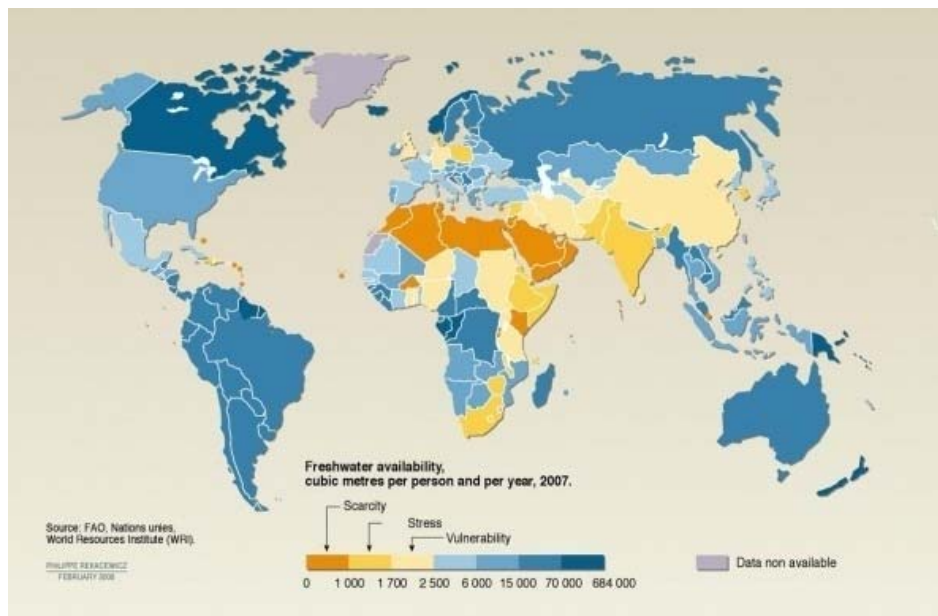 Freshwater availability,
cubic metres per person and per year, 2007.
Scarcity
Stress
Vulnerability
0 1 000 1 700 2 500 6 000 15 000 70 000 684 000
Data non available
Source: FAO, Nations unies,
World Resources Institute (WRI).
PHILIPPE REKACEWICZ
FEBRUARY 2008